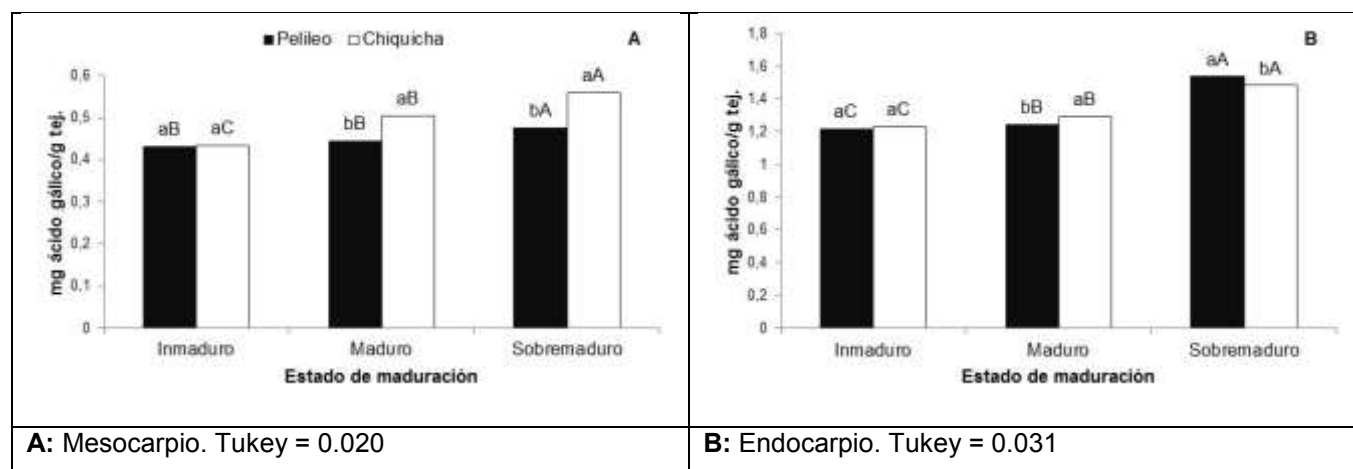 Pelileo Chiquicha
A
mg ácido gálico/g tej.
0,6
0,5
0,4
0,3
0,2
0,1
0
aB aC
bB aB
bA aA
Inmaduro Maduro Sobremaduro
Estado de maduración
B
mg ácido gálico/g tej.
1,8
1,6
1,4
1,2
1
0,8
0,6
0,4
0,2
0
aC aC
bB aB
aA bA
Inmaduro Maduro Sobremaduro
Estado de maduración
A: Mesocarpio. Tukey = 0.020
B: Endocarpio. Tukey = 0.031